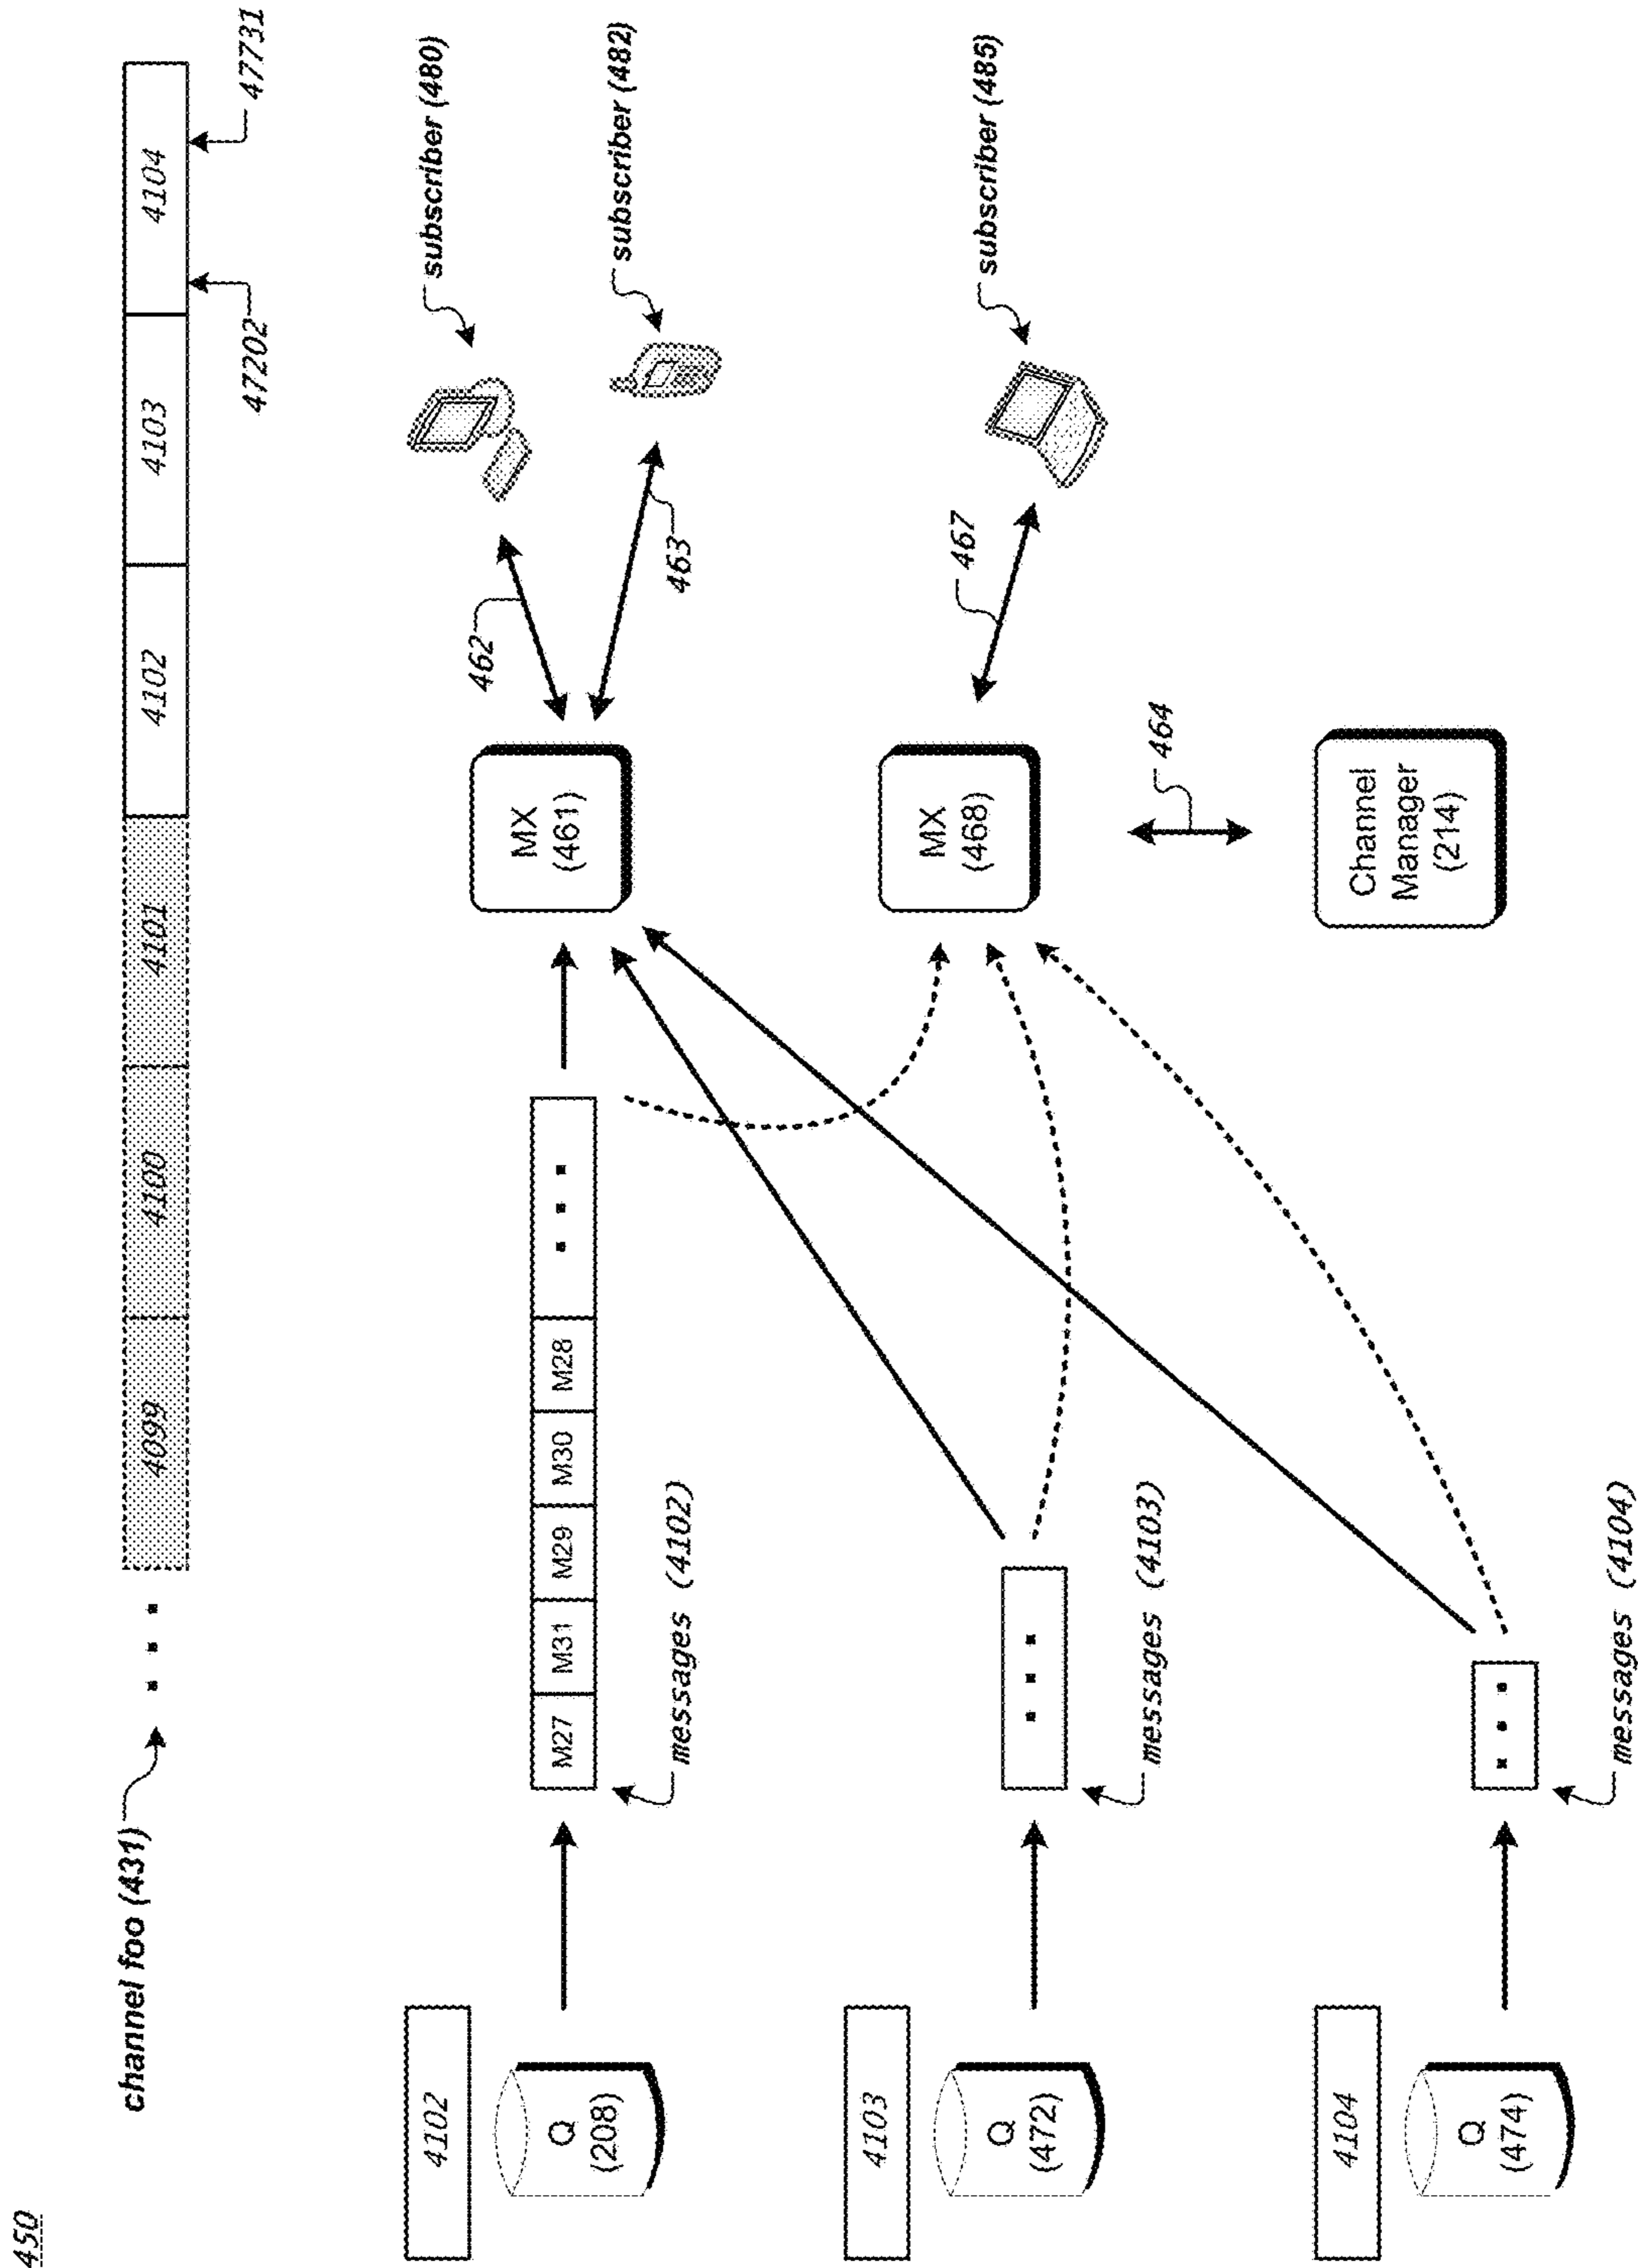 450
channel foo (431)
4099
4100
4101
4102
4103
4104
47202
47731
4102
Q
(208)
M27
M31
M29
M30
M28
messages (4102)
MX
(461)
462
463
subscriber (480)
subscriber (482)
4103
Q
(472)
messages (4103)
MX
(468)
467
subscriber (485)
464
4104
Q
(474)
messages (4104)
Channel
Manager
(214)